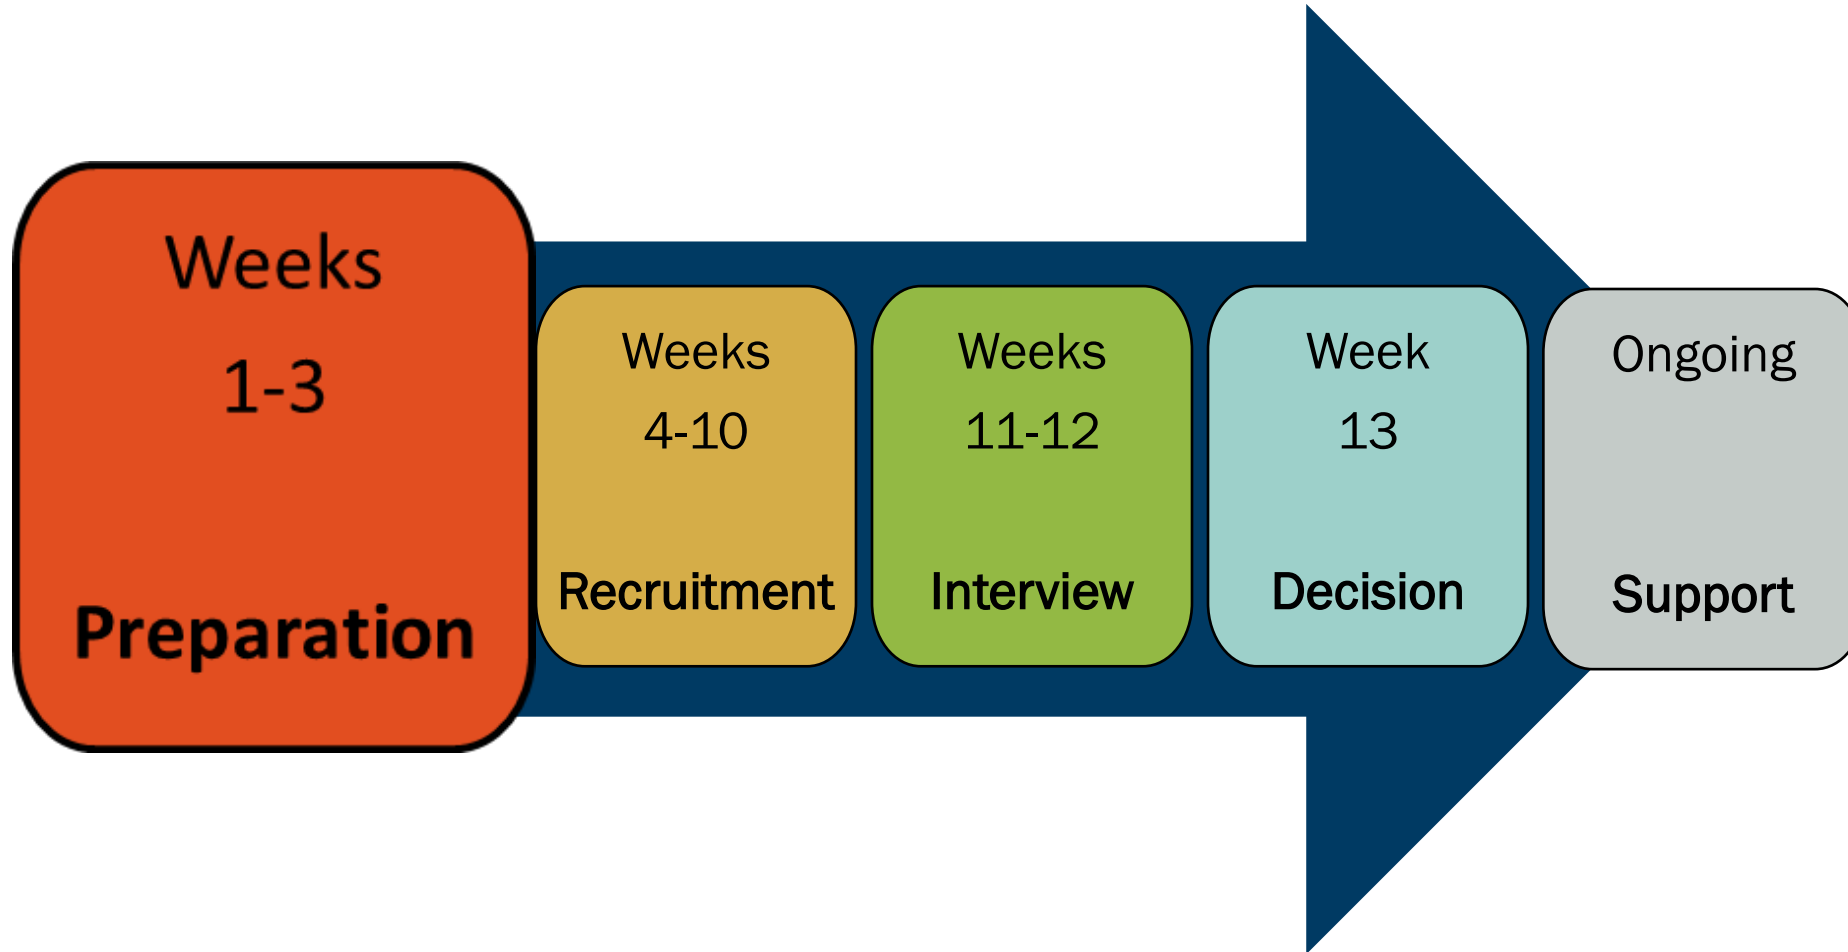 Weeks
1-3
Preparation
Weeks
4-10
Recruitment
Weeks
11-12
Interview
Week
13
Decision
Ongoing
Support